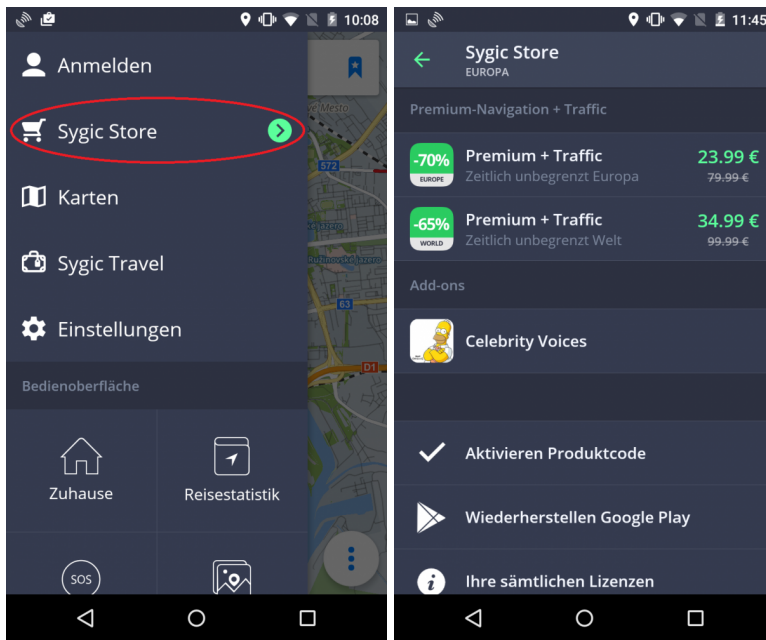 10:08
Anmelden
Sygic Store
Karten
Sygic Travel
Einstellungen
Bedienoberfläche
Zuhause
Reisestatistik
SOS
572
Ružinovské jazero
63
D1
11:45
Sygic Store
EUROPA
Premium-Navigation + Traffic
-70%
EUROPE
Premium + Traffic
23.99 €
Zeitlich unbegrenzt Europa
79.99 €
-65%
WORLD
Premium + Traffic
34.99 €
Zeitlich unbegrenzt Welt
99.99 €
Add-ons
Celebrity Voices
Aktivieren Produktcode
Wiederherstellen Google Play
Ihre sämtlichen Lizenzen